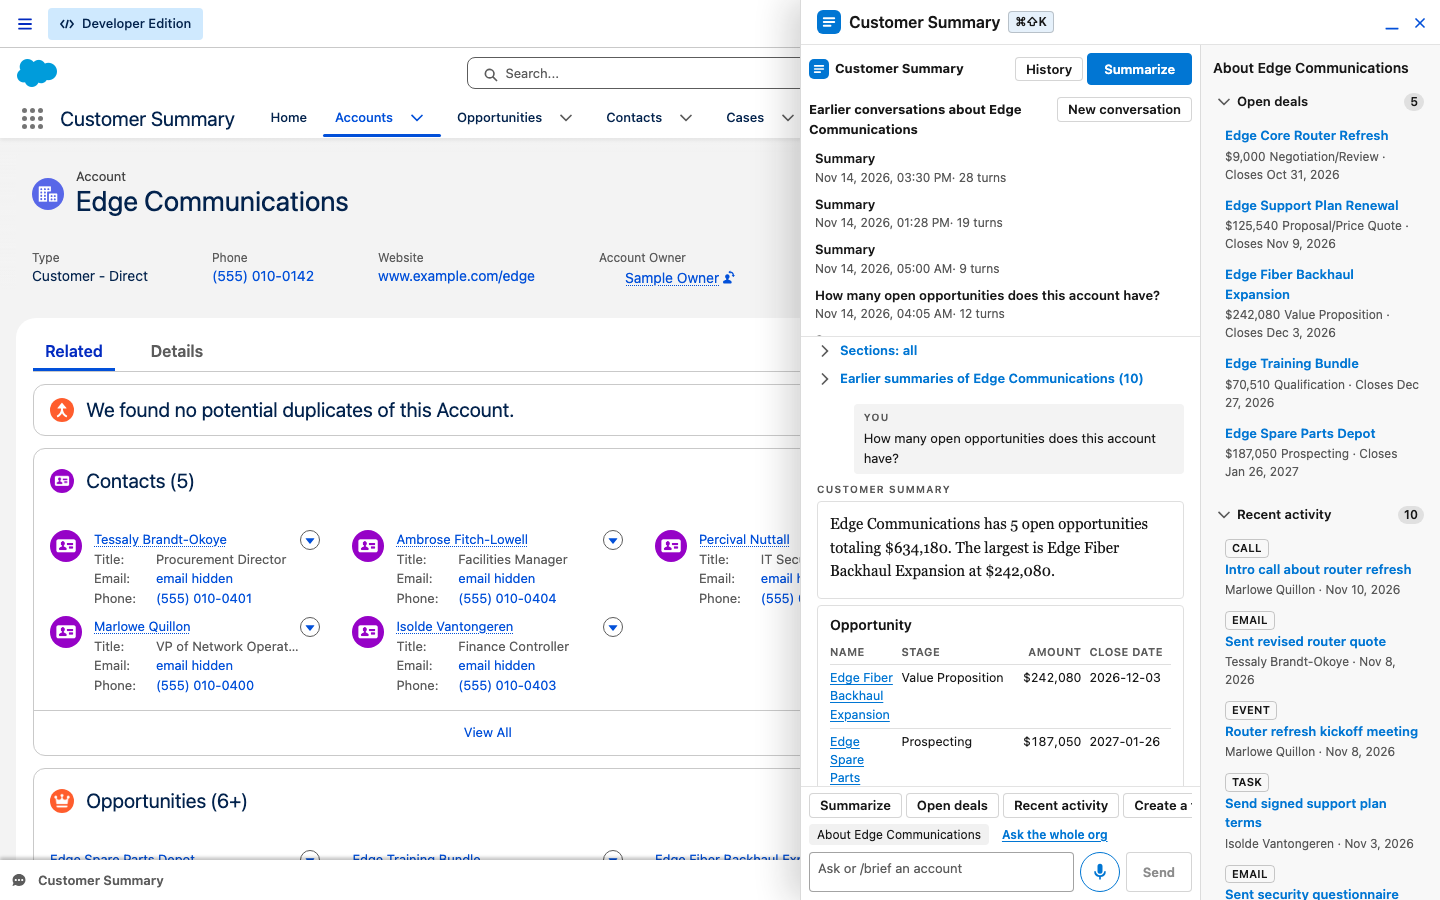 Developer Edition
Search...
Customer Summary
Home
Accounts
Opportunities
Contacts
Cases
Account
Edge Communications
Type
Customer - Direct
Phone
(555) 010-0142
Website
www.example.com/edge
Account Owner
Sample Owner
Related
Details
We found no potential duplicates of this Account.
Contacts (5)
Tessaly Brandt-Okoye
Title: Procurement Director
Email: email hidden
Phone: (555) 010-0401
Ambrose Fitch-Lowell
Title: Facilities Manager
Email: email hidden
Phone: (555) 010-0404
Percival Nuttall
Title: IT Sec
Email: email
Phone: (555)
Marlowe Quillon
Title: VP of Network Operat...
Email: email hidden
Phone: (555) 010-0400
Isolde Vantongeren
Title: Finance Controller
Email: email hidden
Phone: (555) 010-0403
View All
Opportunities (6+)
Edge Spare Parts Depot
Edge Training Bundle
Edge Fiber Backhaul
Customer Summary
Customer Summary ⌘⇧K
Customer Summary
History
Summarize
Earlier conversations about Edge
Communications
New conversation
Summary
Nov 14, 2026, 03:30 PM· 28 turns
Summary
Nov 14, 2026, 01:28 PM· 19 turns
Summary
Nov 14, 2026, 05:00 AM· 9 turns
How many open opportunities does this account have?
Nov 14, 2026, 04:05 AM· 12 turns
Sections: all
Earlier summaries of Edge Communications (10)
YOU
How many open opportunities does this account
have?
CUSTOMER SUMMARY
Edge Communications has 5 open opportunities
totaling $634,180. The largest is Edge Fiber
Backhaul Expansion at $242,080.
Opportunity
NAME STAGE AMOUNT CLOSE DATE
Edge Fiber Value Proposition $242,080 2026-12-03
Backhaul
Expansion
Edge Prospecting $187,050 2027-01-26
Spare
Parts
Summarize
Open deals
Recent activity
Create a
About Edge Communications
Ask the whole org
Ask or /brief an account
Send
About Edge Communications
Open deals 5
Edge Core Router Refresh
$9,000 Negotiation/Review ·
Closes Oct 31, 2026
Edge Support Plan Renewal
$125,540 Proposal/Price Quote ·
Closes Nov 9, 2026
Edge Fiber Backhaul
Expansion
$242,080 Value Proposition ·
Closes Dec 3, 2026
Edge Training Bundle
$70,510 Qualification · Closes Dec
27, 2026
Edge Spare Parts Depot
$187,050 Prospecting · Closes
Jan 26, 2027
Recent activity 10
CALL
Intro call about router refresh
Marlowe Quillon · Nov 10, 2026
EMAIL
Sent revised router quote
Tessaly Brandt-Okoye · Nov 8,
2026
EVENT
Router refresh kickoff meeting
Marlowe Quillon · Nov 8, 2026
TASK
Send signed support plan
terms
Isolde Vantongeren · Nov 3, 2026
EMAIL
Sent security questionnaire